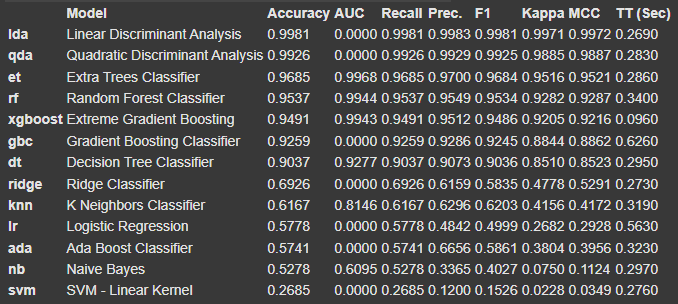 Model Accuracy AUC Recall Prec. F1 Kappa MCC TT (Sec)
lda Linear Discriminant Analysis 0.9981 0.0000 0.9981 0.9983 0.9981 0.9971 0.9972 0.2690
qda Quadratic Discriminant Analysis 0.9926 0.0000 0.9926 0.9929 0.9925 0.9885 0.9887 0.2830
et Extra Trees Classifier 0.9685 0.9968 0.9685 0.9700 0.9684 0.9516 0.9521 0.2860
rf Random Forest Classifier 0.9537 0.9944 0.9537 0.9549 0.9534 0.9282 0.9287 0.3400
xgboost Extreme Gradient Boosting 0.9491 0.9943 0.9491 0.9512 0.9486 0.9205 0.9216 0.0960
gbc Gradient Boosting Classifier 0.9259 0.0000 0.9259 0.9286 0.9245 0.8844 0.8862 0.6260
dt Decision Tree Classifier 0.9037 0.9277 0.9037 0.9073 0.9036 0.8510 0.8523 0.2950
ridge Ridge Classifier 0.6926 0.0000 0.6926 0.6159 0.5835 0.4778 0.5291 0.2730
knn K Neighbors Classifier 0.6167 0.8146 0.6167 0.6296 0.6203 0.4156 0.4172 0.3190
lr Logistic Regression 0.5778 0.0000 0.5778 0.4842 0.4999 0.2682 0.2928 0.5630
ada Ada Boost Classifier 0.5741 0.0000 0.5741 0.6656 0.5861 0.3804 0.3956 0.3230
nb Naive Bayes 0.5278 0.6095 0.5278 0.3365 0.4027 0.0750 0.1124 0.2970
svm SVM - Linear Kernel 0.2685 0.0000 0.2685 0.1200 0.1526 0.0228 0.0349 0.2760